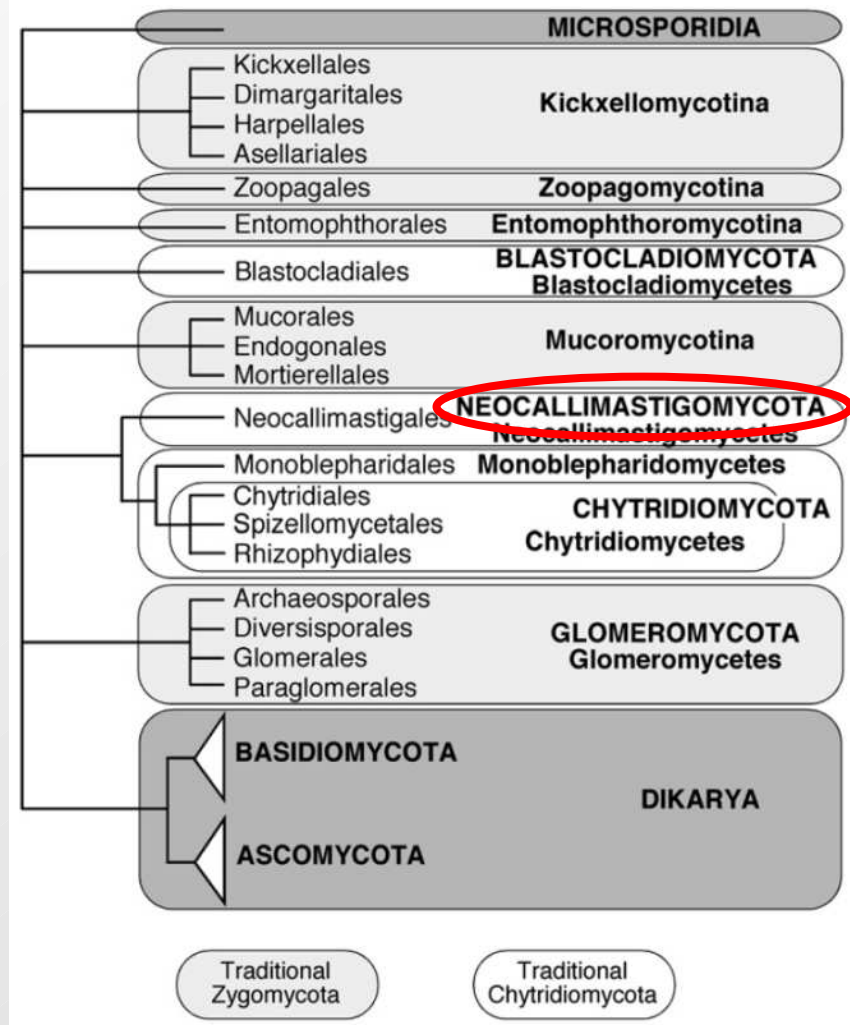 MICROSPORIDIA
Kickxellales
Dimargaritales
Harpellales
Asellariales
Kickxellomycotina
Zoopagales Zoopagomycotina
Entomophthorales Entomophthoromycotina
Blastocladiales
BLASTOCLADIOMYCOTA
Blastocladiomycetes
Mucorales
Endogonales
Mortierellales
Mucoromycotina
Neocallimastigales
NEOCALLIMASTIGOMYCOTA
Neocallimastigomycetes
Monoblepharidales Monoblepharidomycetes
Chytridiales
Spizellomycetales
Rhizophydiales
CHYTRIDIOMYCOTA
Chytridiomycetes
Archaeosporales
Diversisporales
Glomerales
Paraglomerales
GLOMEROMYCOTA
Glomeromycetes
BASIDIOMYCOTA
ASCOMYCOTA
DIKARYA
Traditional
Zygomycota
Traditional
Chytridiomycota